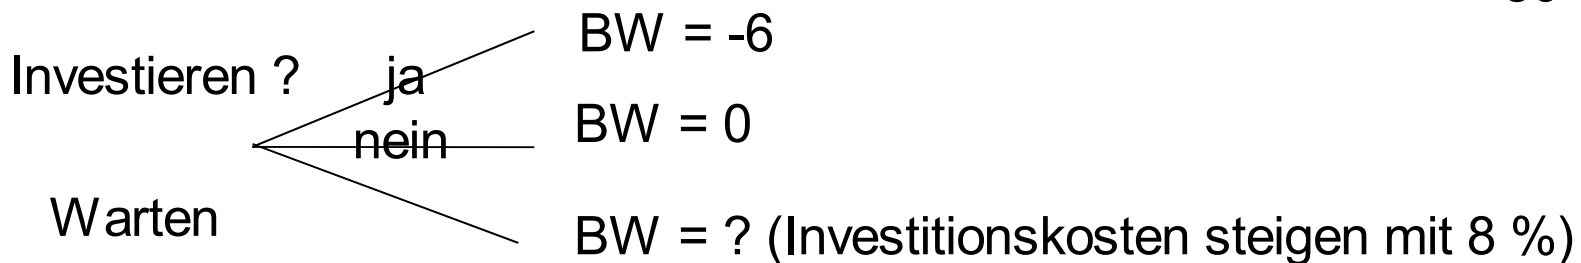 BW = -6
Investieren ? ja
nein BW = 0
Warten
BW = ? (Investitionskosten steigen mit 8 %)